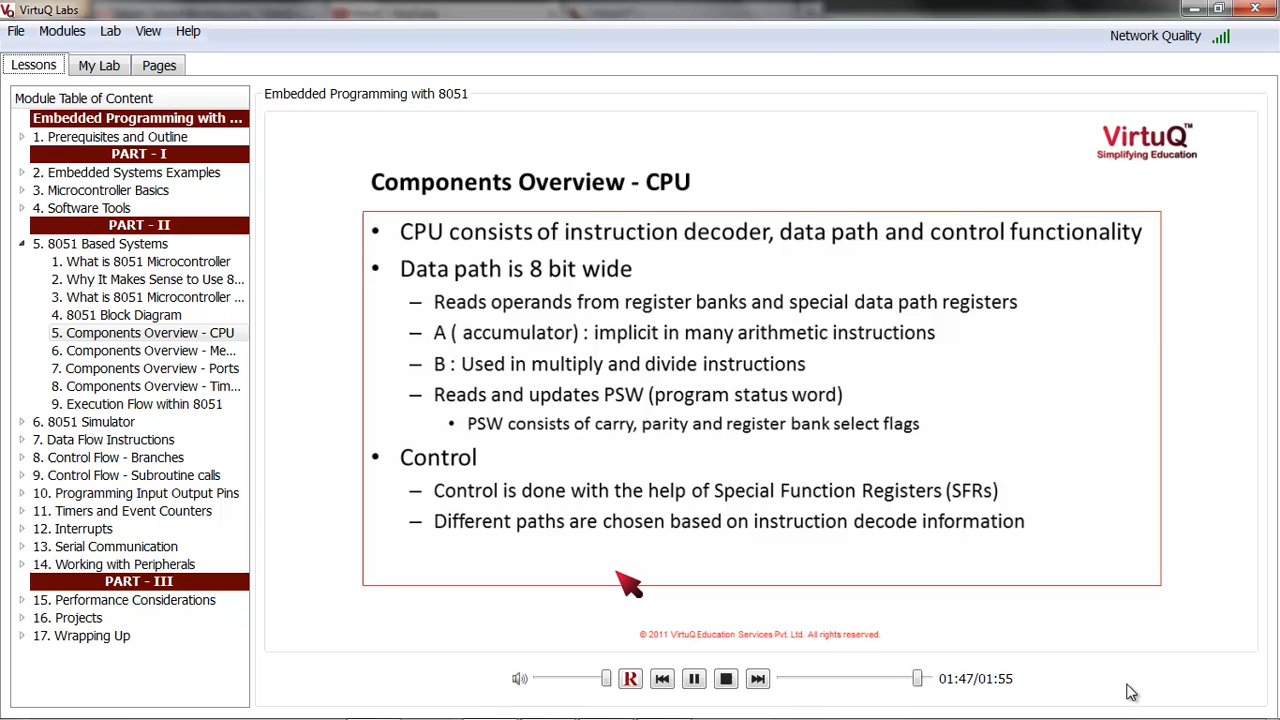 VirtuQ Labs
File Modules Lab View Help
Network Quality
Lessons My Lab Pages
Module Table of Content
Embedded Programming with ...
1. Prerequisites and Outline
PART - I
2. Embedded Systems Examples
3. Microcontroller Basics
4. Software Tools
PART - II
5. 8051 Based Systems
1. What is 8051 Microcontroller
2. Why It Makes Sense to Use 8...
3. What is 8051 Microcontroller ...
4. 8051 Block Diagram
5. Components Overview - CPU
6. Components Overview - Me...
7. Components Overview - Ports
8. Components Overview - Tim...
9. Execution Flow within 8051
6. 8051 Simulator
7. Data Flow Instructions
8. Control Flow - Branches
9. Control Flow - Subroutine calls
10. Programming Input Output Pins
11. Timers and Event Counters
12. Interrupts
13. Serial Communication
14. Working with Peripherals
PART - III
15. Performance Considerations
16. Projects
17. Wrapping Up
Embedded Programming with 8051
VirtuQ™
Simplifying Education
Components Overview - CPU
• CPU consists of instruction decoder, data path and control functionality
• Data path is 8 bit wide
– Reads operands from register banks and special data path registers
– A ( accumulator) : implicit in many arithmetic instructions
– B : Used in multiply and divide instructions
– Reads and updates PSW (program status word)
• PSW consists of carry, parity and register bank select flags
• Control
– Control is done with the help of Special Function Registers (SFRs)
– Different paths are chosen based on instruction decode information
© 2011 VirtuQ Education Services Pvt. Ltd. All rights reserved.
R 01:47/01:55